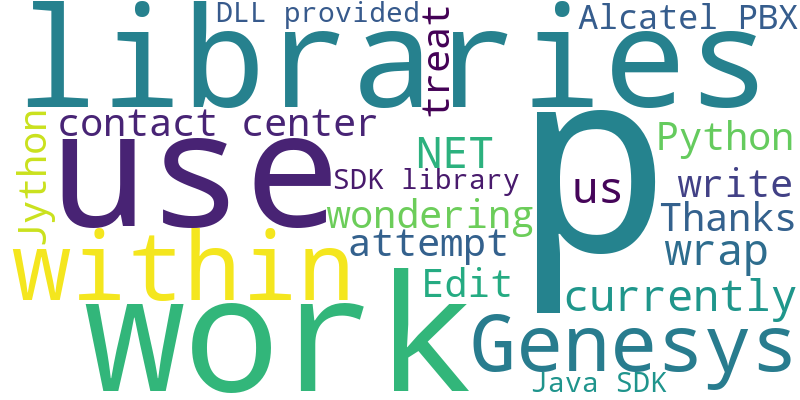 DLL provided
Alcatel PBX
libraries
treat
contact center
p
Python
Jython
use
NET
SDK library
us
write
wondering
Thanks
within
attempt
wrap
Edit
currently
work
Genesys
Java SDK